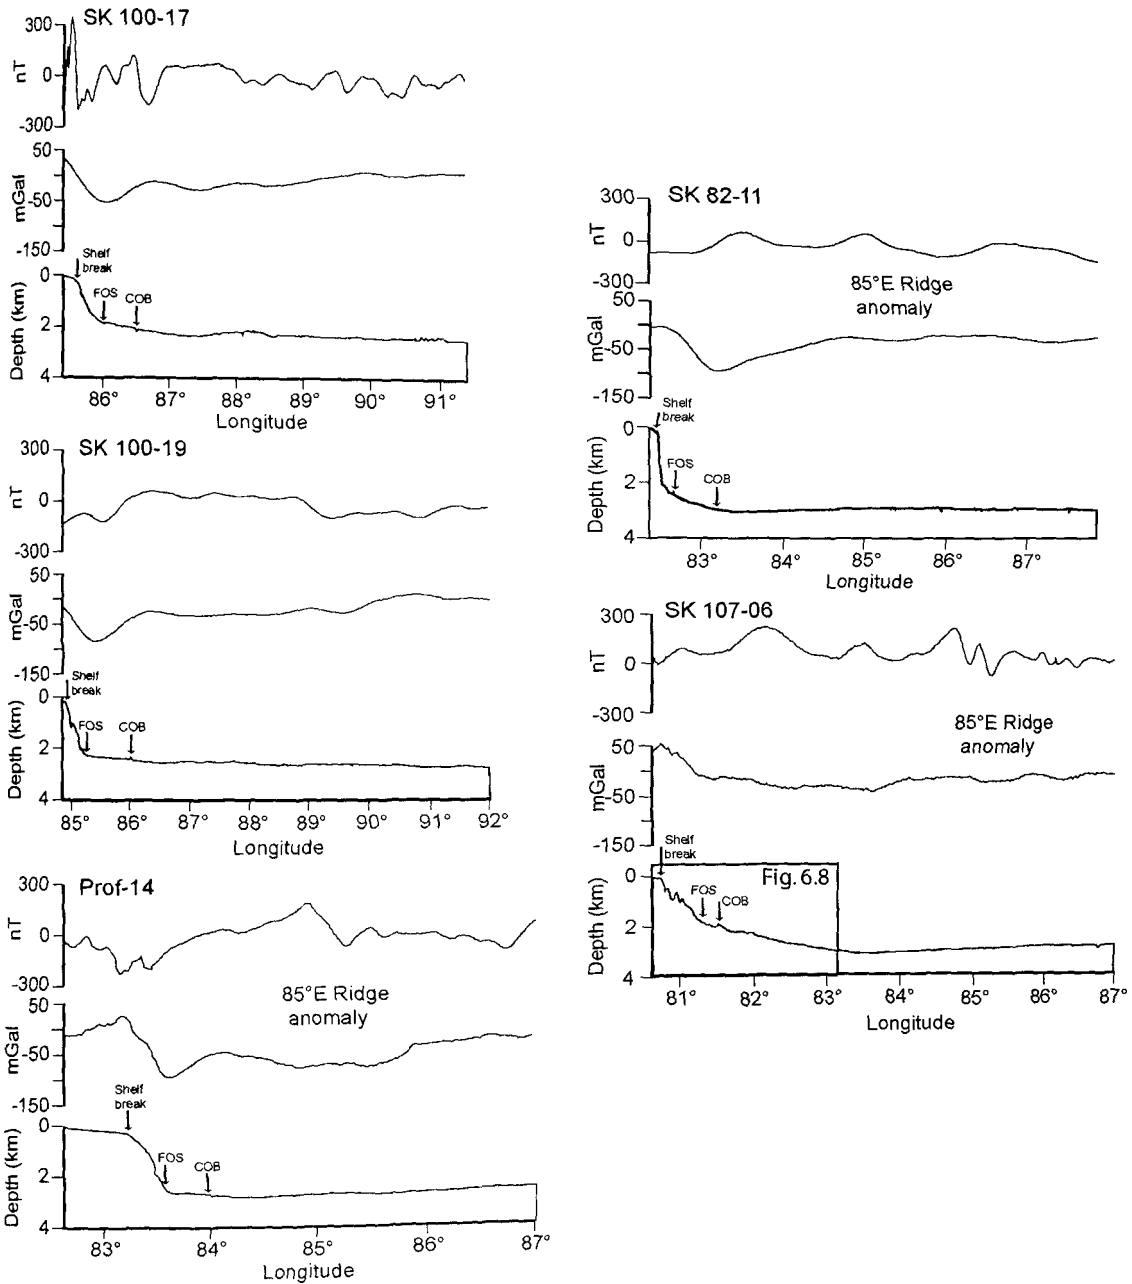 SK 100-17
300
nT
0
-300
50
mGal
-50
-150
Shelf
break
0
FOS
COB
Depth (km)
2
4
86° 87° 88° 89° 90° 91°
Longitude
SK 100-19
300
nT
0
-300
50
mGal
-50
-150
Shelf
break
0
FOS
COB
Depth (km)
2
4
85° 86° 87° 88° 89° 90° 91° 92°
Longitude
Prof-14
300
nT
0
-300
85°E Ridge
anomaly
50
mGal
-50
-150
Shelf
break
0
FOS
COB
Depth (km)
2
4
83° 84° 85° 86° 87°
Longitude
SK 82-11
300
nT
0
-300
85°E Ridge
anomaly
50
mGal
-50
-150
Shelf
break
0
FOS
COB
Depth (km)
2
4
83° 84° 85° 86° 87°
Longitude
SK 107-06
300
nT
0
-300
85°E Ridge
anomaly
50
mGal
-50
-150
Shelf
break
Fig. 6.8
0
FOS
COB
Depth (km)
2
4
81° 82° 83° 84° 85° 86° 87°
Longitude